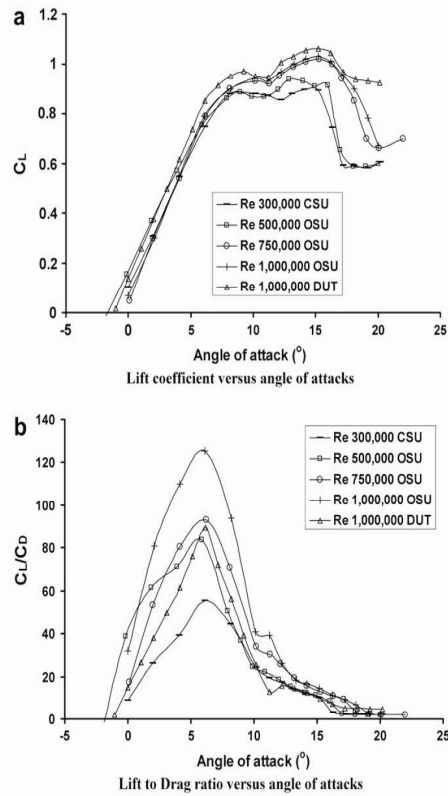 a
1.2
1
0.8
0.6
0.4
0.2
0
CL
Re 300,000 CSU
Re 500,000 OSU
Re 750,000 OSU
Re 1,000,000 OSU
Re 1,000,000 DUT
-5 0 5 10 15 20 25
Angle of attack (°)
Lift coefficient versus angle of attacks
b
140
120
100
80
60
40
20
0
CL/CD
Re 300,000 CSU
Re 500,000 OSU
Re 750,000 OSU
Re 1,000,000 OSU
Re 1,000,000 DUT
-5 0 5 10 15 20 25
Angle of attack (°)
Lift to Drag ratio versus angle of attacks